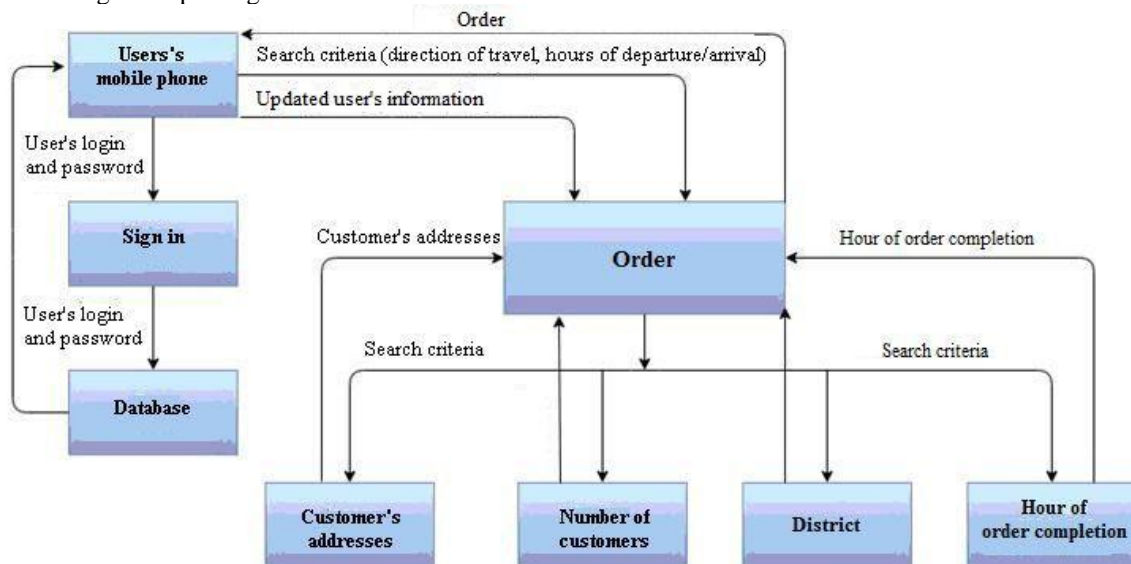 Order
Users's
mobile phone
Search criteria (direction of travel, hours of departure/arrival)
Updated user's information
User's login
and password
Sign in
Customer's addresses
Order
Hour of order completion
User's login
and password
Search criteria
Search criteria
Database
Customer's
addresses
Number of
customers
District
Hour of
order completion